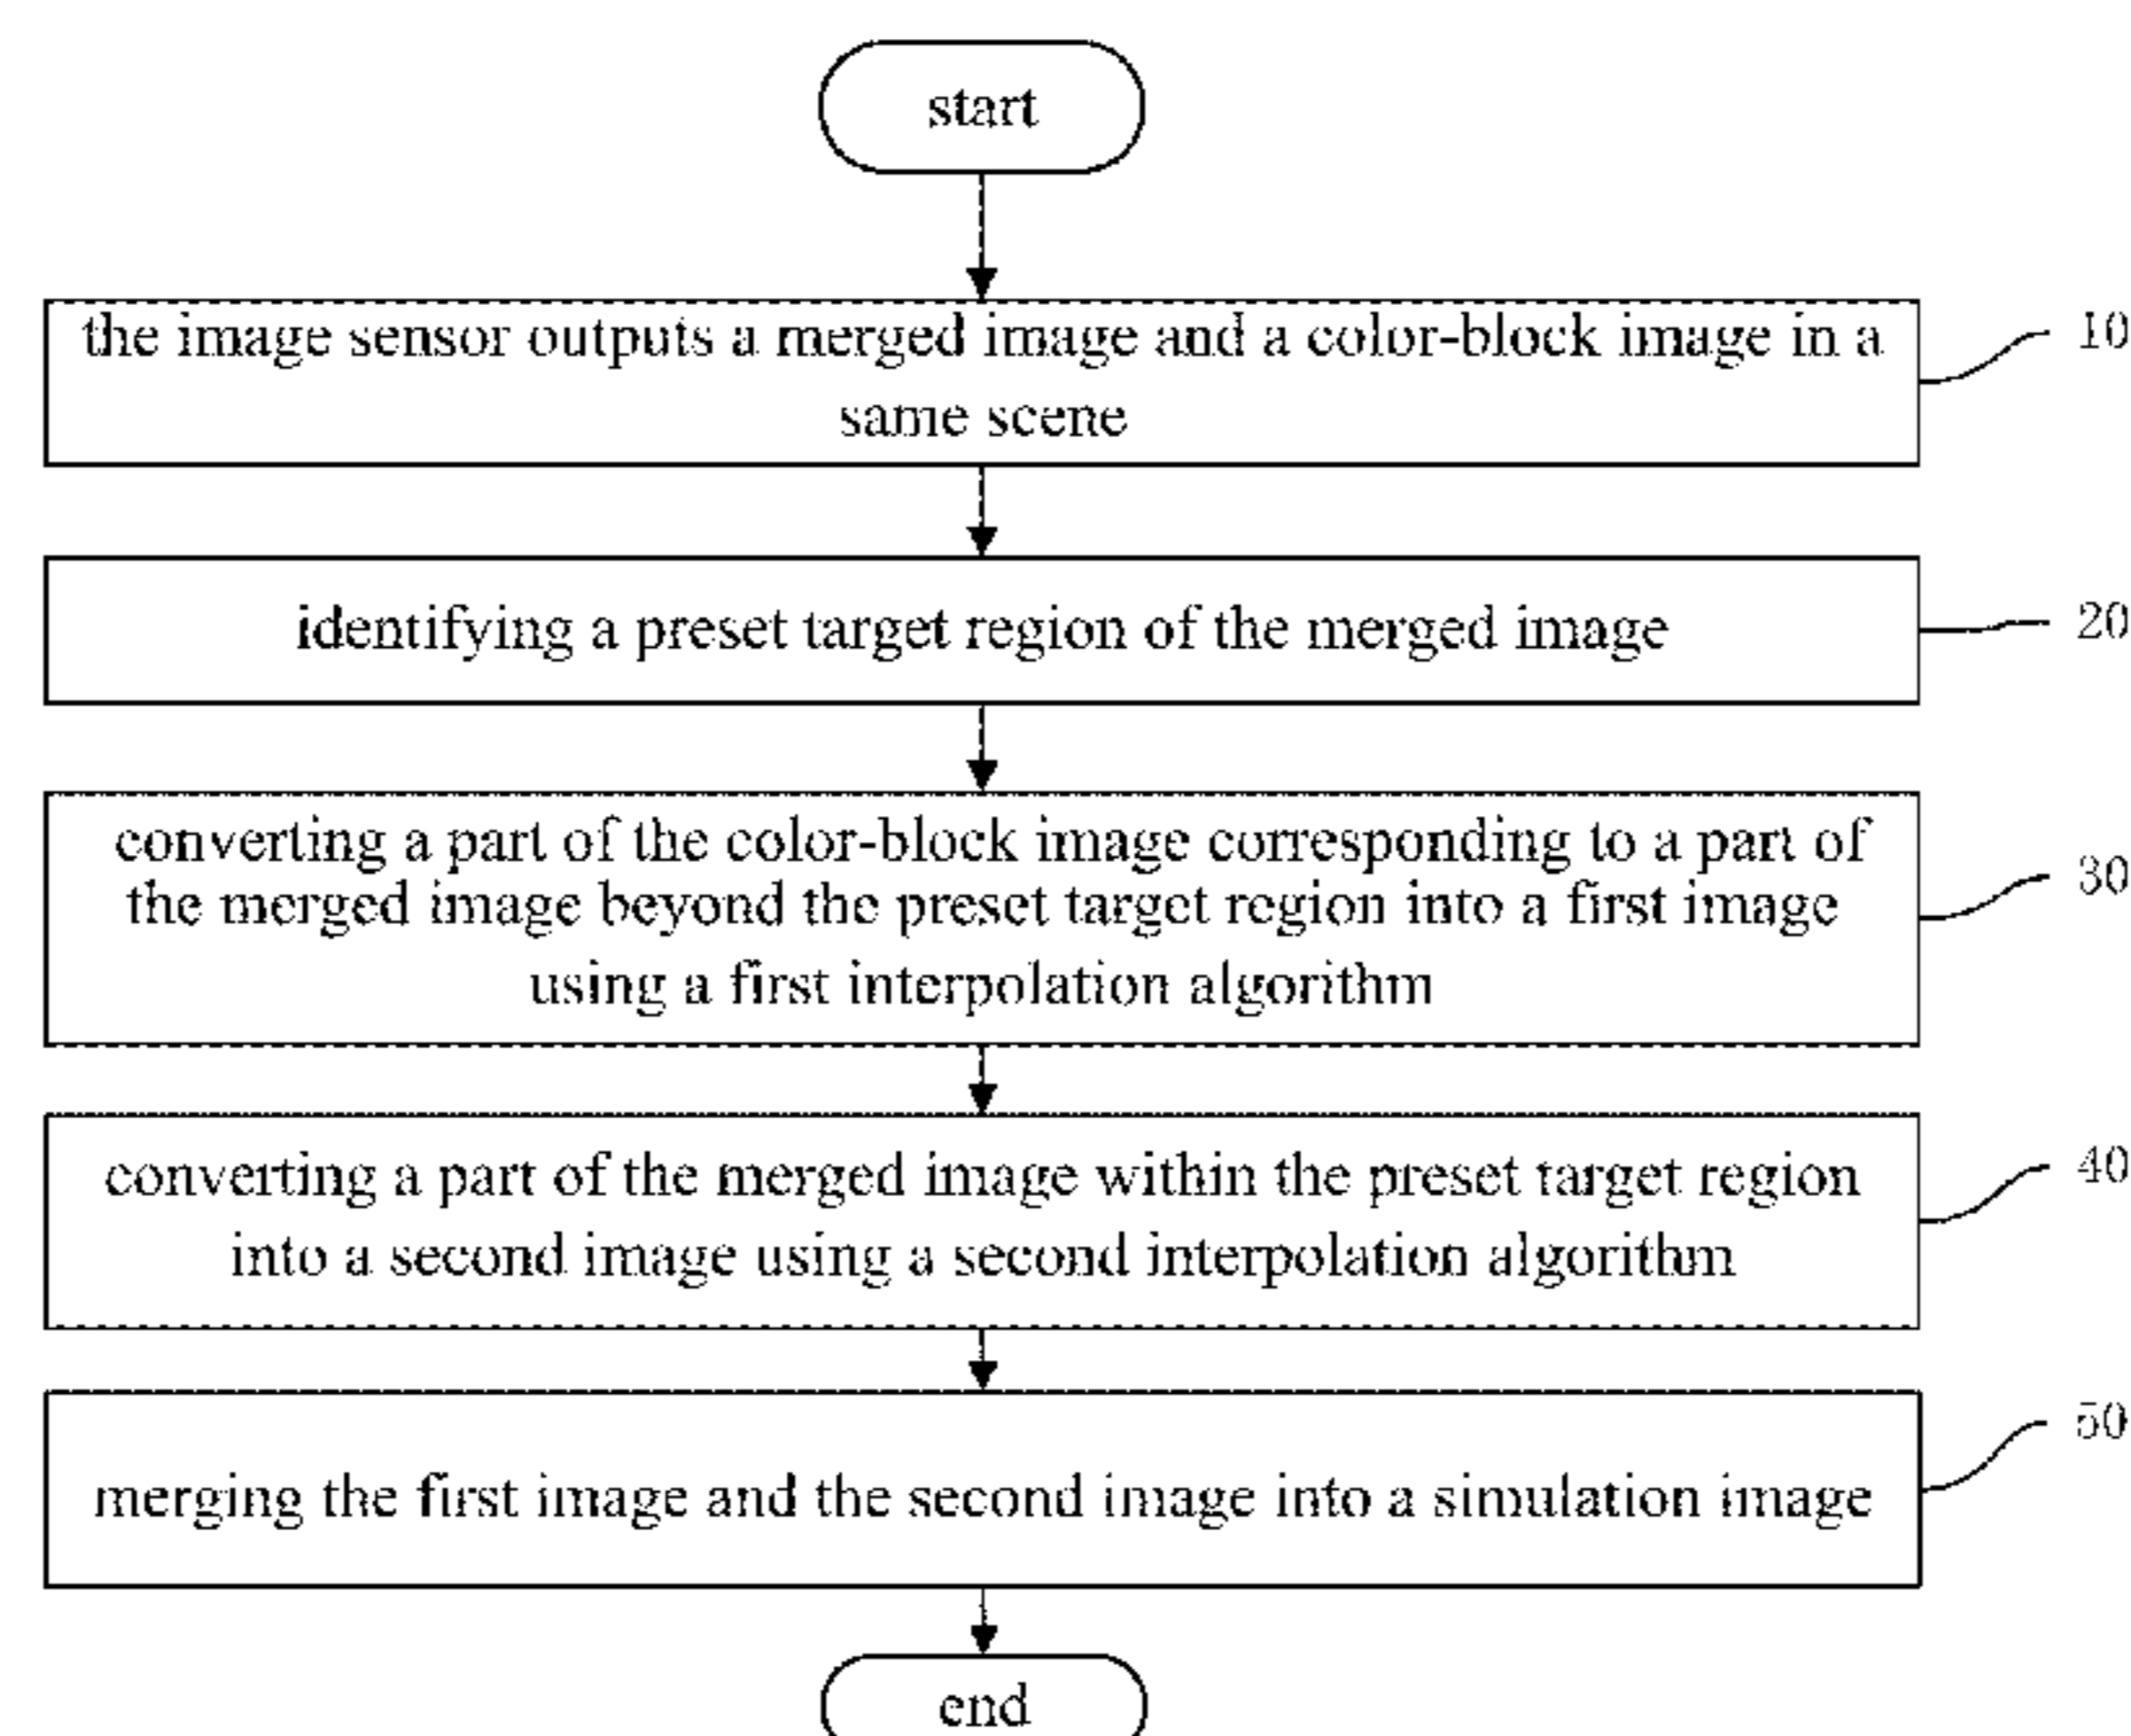 start
the image sensor outputs a merged image and a color-block image in a
same scene
10
identifying a preset target region of the merged image
20
converting a part of the color-block image corresponding to a part of
the merged image beyond the preset target region into a first image
using a first interpolation algorithm
30
converting a part of the merged image within the preset target region
into a second image using a second interpolation algorithm
40
merging the first image and the second image into a simulation image
50
end